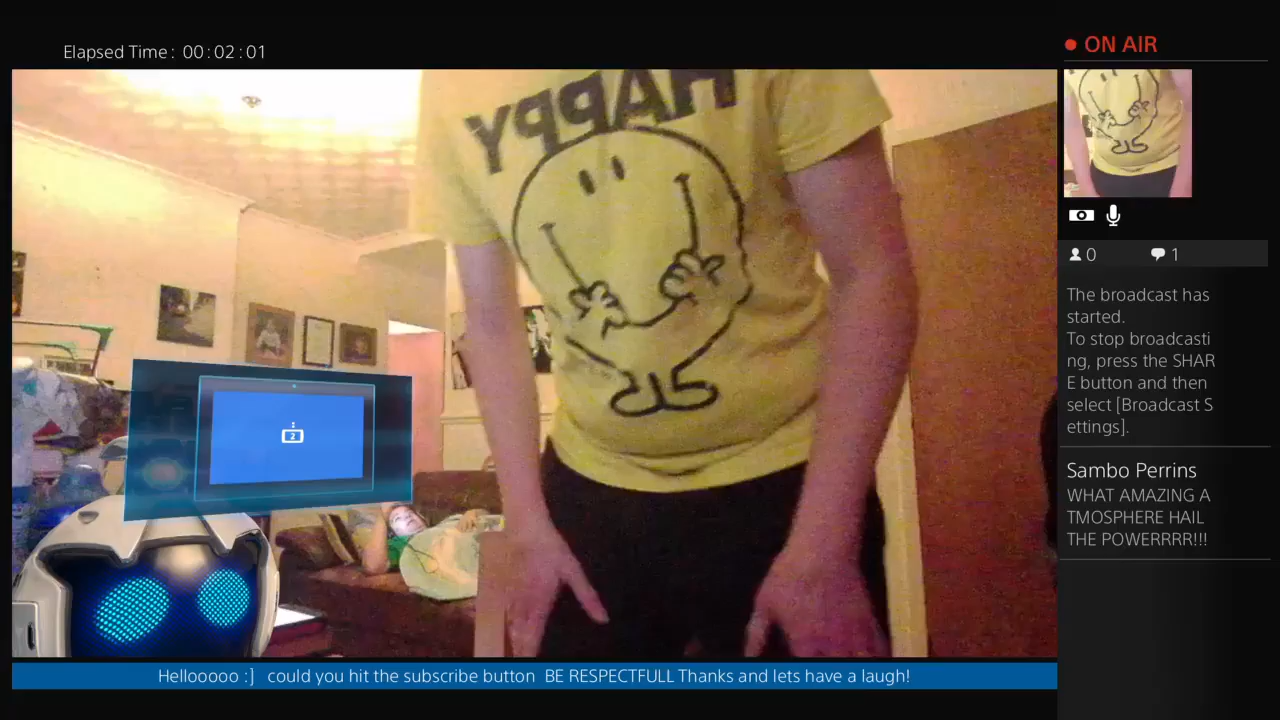 Elapsed Time: 00:02:01
ON AIR
HAPPY
0
1
The broadcast has
started.
To stop broadcasti
ng, press the SHAR
E button and then
select [Broadcast S
ettings].
2
Sambo Perrins
WHAT AMAZING A
TMOSPHERE HAIL
THE POWERRRR!!!
Hellooooo :] could you hit the subscribe button BE RESPECTFULL Thanks and lets have a laugh!